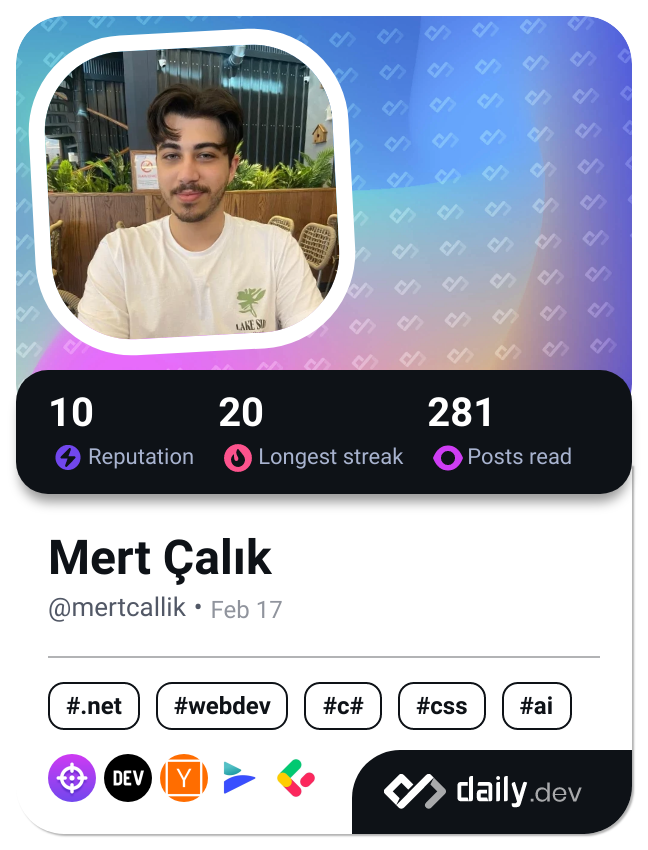 LAKE
10
20
281
Reputation
Longest streak
Posts read
Mert Çalık
@mertcallik • Feb 17
#.net
#webdev
#c#
#css
#ai
DEV
Y
daily.dev